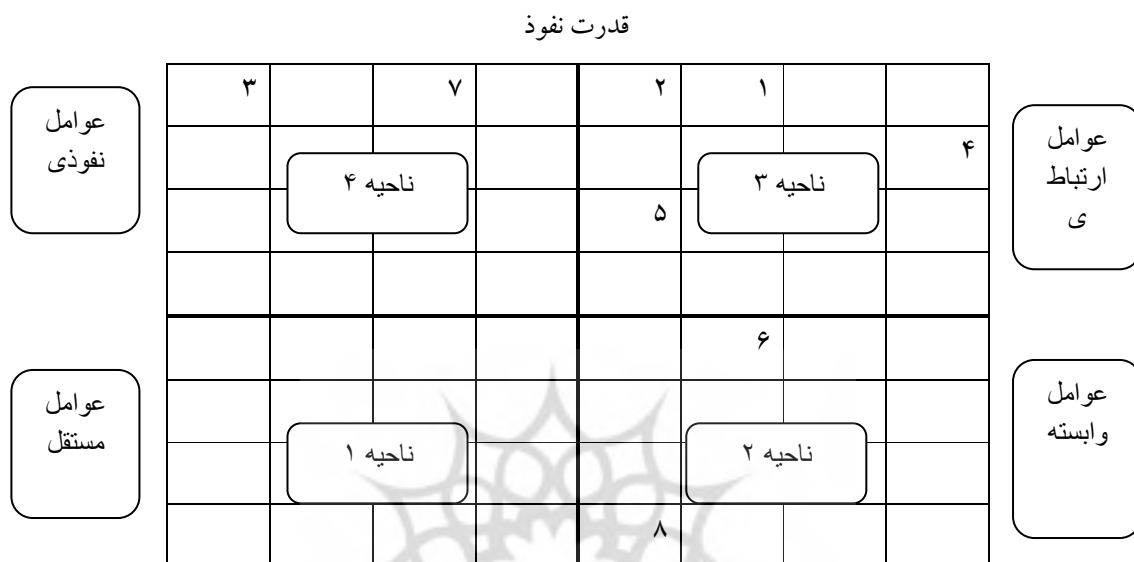 قدرت نفوذ
۱
۲
۷
۳
عوامل
ارتباط
ی
۴
ناحیه ۳
ناحیه ۴
عوامل
نفوذی
۵
۶
عوامل
وابسته
ناحیه ۲
ناحیه ۱
عوامل
مستقل
۸